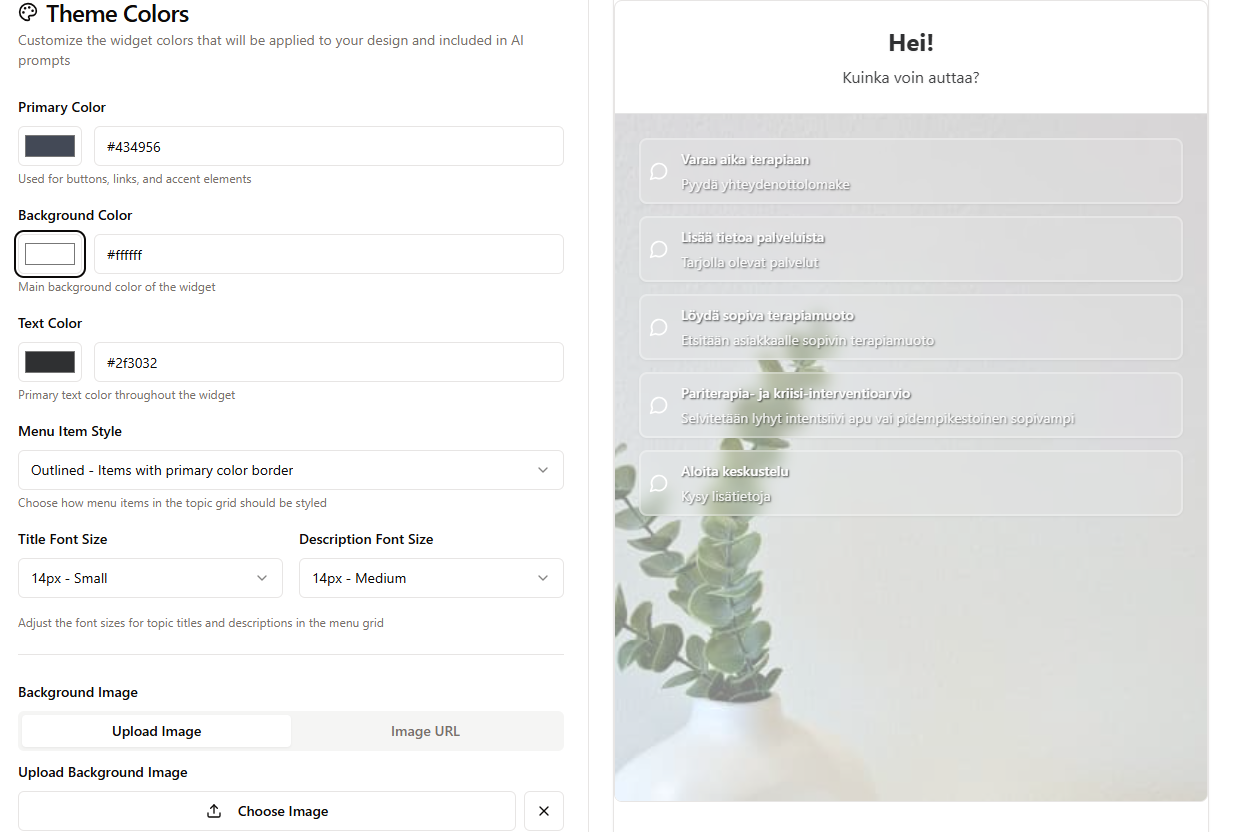 Theme Colors
Customize the widget colors that will be applied to your design and included in AI
prompts
Primary Color
#434956
Used for buttons, links, and accent elements
Background Color
#ffffff
Main background color of the widget
Text Color
#2f3032
Primary text color throughout the widget
Menu Item Style
Outlined - Items with primary color border
Choose how menu items in the topic grid should be styled
Title Font Size
Description Font Size
14px - Small
14px - Medium
Adjust the font sizes for topic titles and descriptions in the menu grid
Background Image
Upload Image
Image URL
Upload Background Image
Choose Image
Hei!
Kuinka voin auttaa?
Varaa aika terapiaan
Pyydä yhteydenottolomake
Lisää tietoa palveluista
Tarjolla olevat palvelut
Löydä sopiva terapiamuoto
Etsitään asiakkaalle sopivin terapiamuoto
Pariterapia- ja kriisi-interventioarvio
Selvitetään lyhyt intentsiivi apu vai pidempikestoinen sopivampi
Aloita keskustelu
Kysy lisätietoja